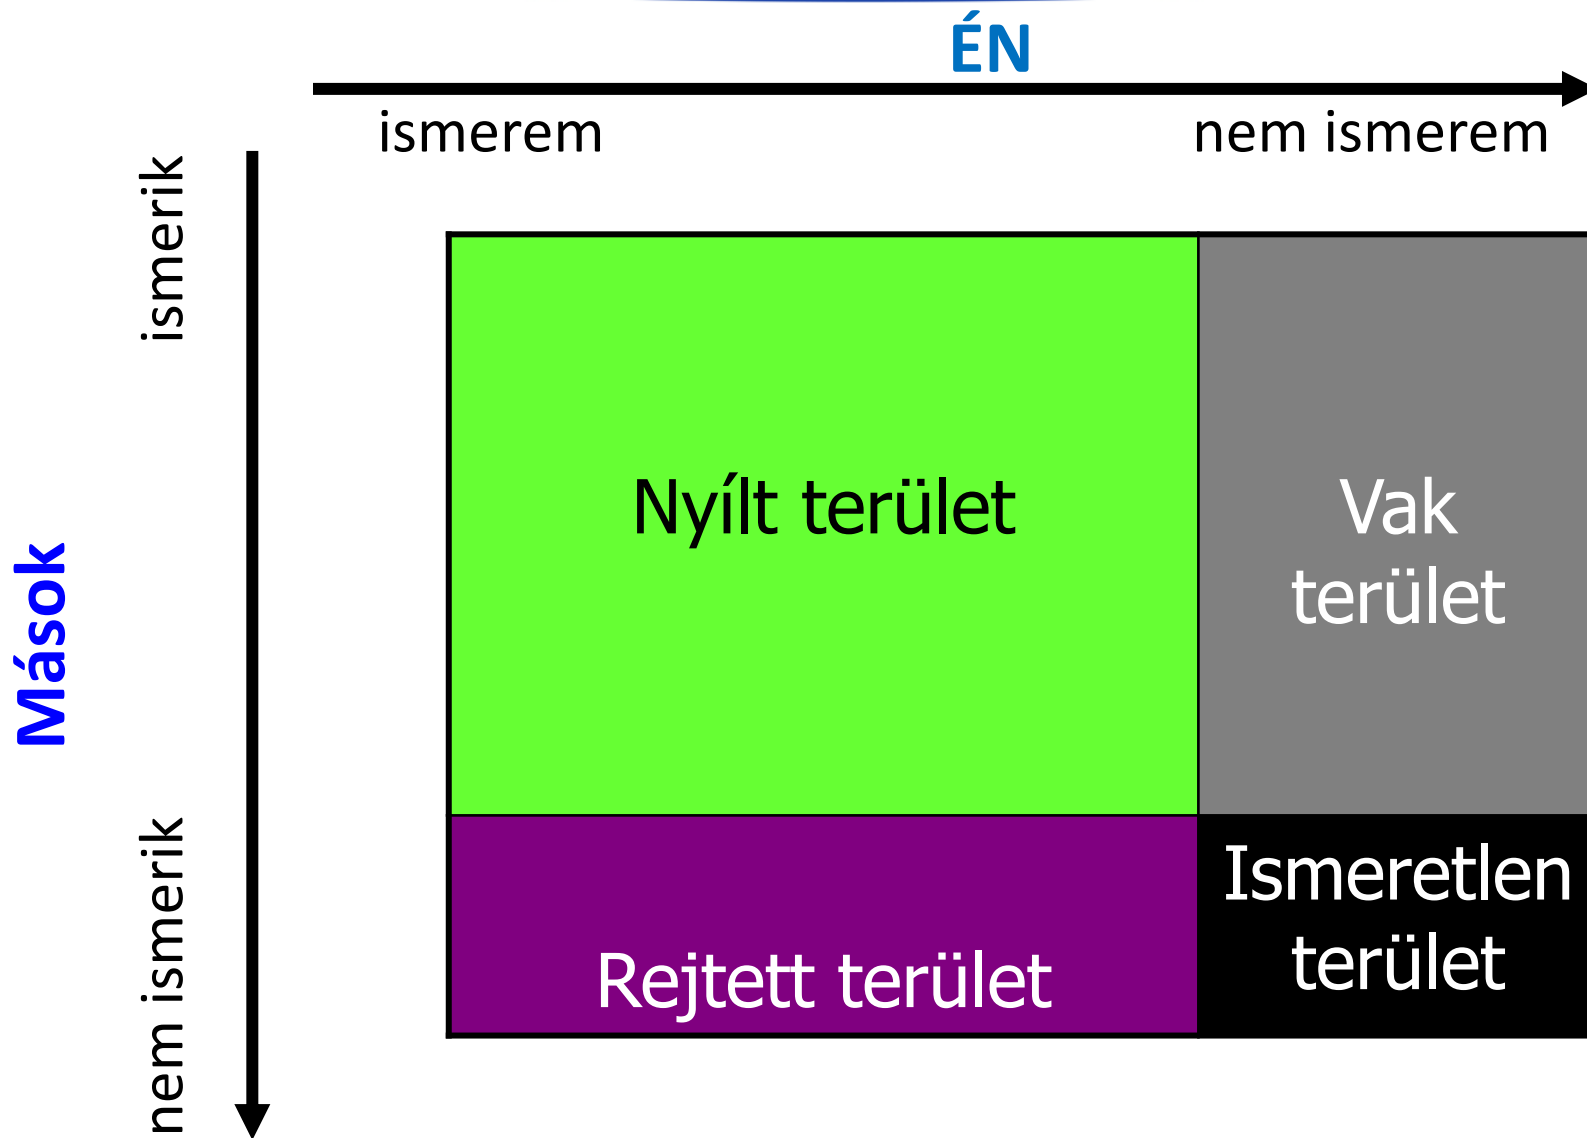 ÉN
ismerem
nem ismerem
ismerik
Nyílt terület
Vak
terület
Mások
nem ismerik
Ismeretlen
terület
Rejtett terület